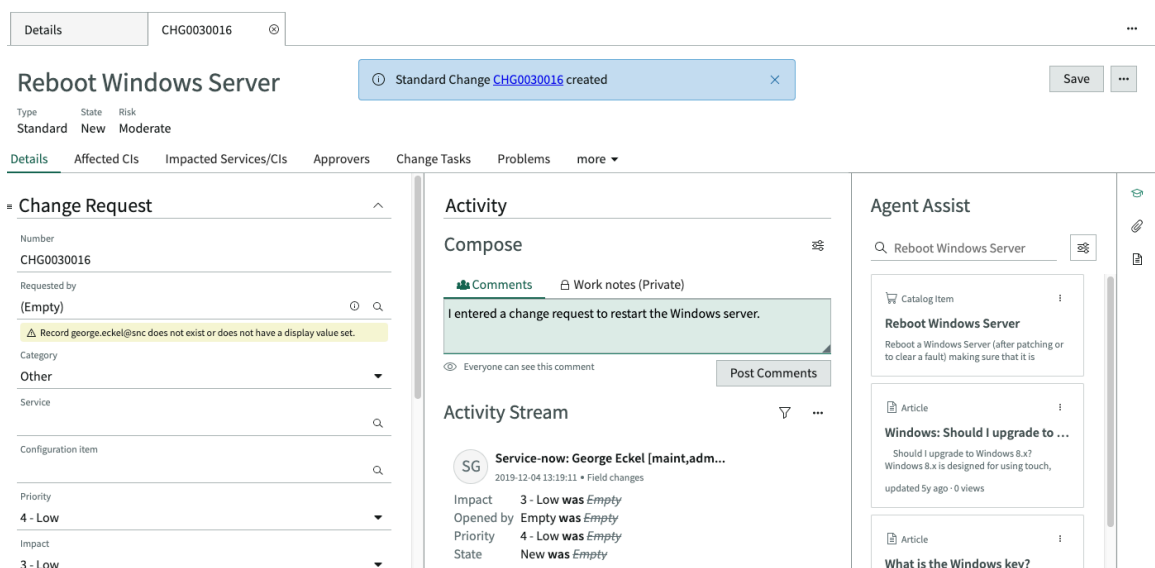 Details
CHG0030016
Reboot Windows Server
Standard Change CHG0030016 created
Save
Type State Risk
Standard New Moderate
Details Affected CIs Impacted Services/CIs Approvers Change Tasks Problems more
Change Request
Number
CHG0030016
Requested by
(Empty)
Record george.eckel@snc does not exist or does not have a display value set.
Category
Other
Service
Configuration item
Priority
4 - Low
Impact
3 - Low
Activity
Compose
Comments Work notes (Private)
I entered a change request to restart the Windows server.
Everyone can see this comment
Post Comments
Activity Stream
SG
Service-now: George Eckel [maint,adm...
2019-12-04 13:19:11 • Field changes
Impact 3 - Low was Empty
Opened by Empty was Empty
Priority 4 - Low was Empty
State New was Empty
Agent Assist
Reboot Windows Server
Catalog Item
Reboot Windows Server
Reboot a Windows Server (after patching or
to clear a fault) making sure that it is
Article
Windows: Should I upgrade to ...
Should I upgrade to Windows 8.x?
Windows 8.x is designed for using touch,
updated 5y ago · 0 views
Article
What is the Windows key?